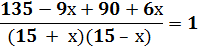 135 − 9x + 90 + 6x
(15 + x)(15 − x)
= 1